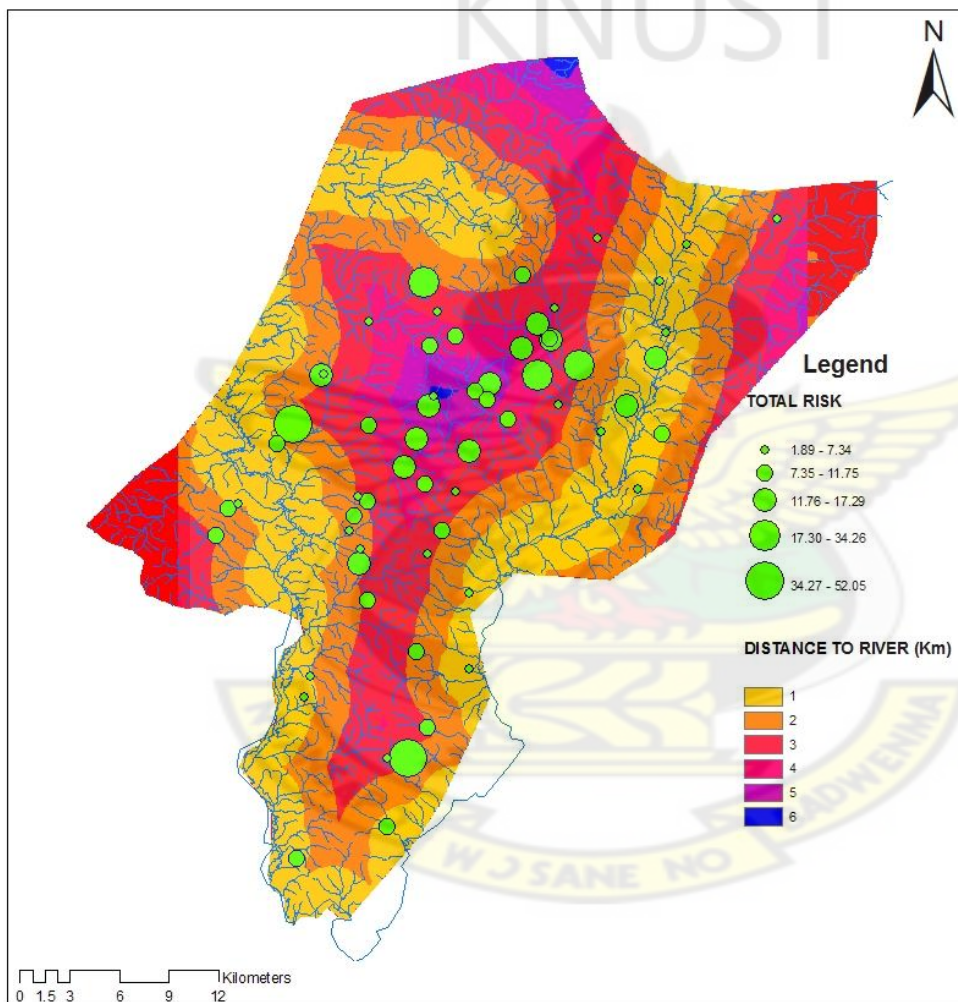 KNUST
N
Legend
TOTAL RISK
1.89 - 7.34
7.35 - 11.75
11.76 - 17.29
17.30 - 34.26
34.27 - 52.05
DISTANCE TO RIVER (Km)
1
2
3
4
5
6
W J SANE NO BADWENMA
Kilometers
0 1.5 3 6 9 12